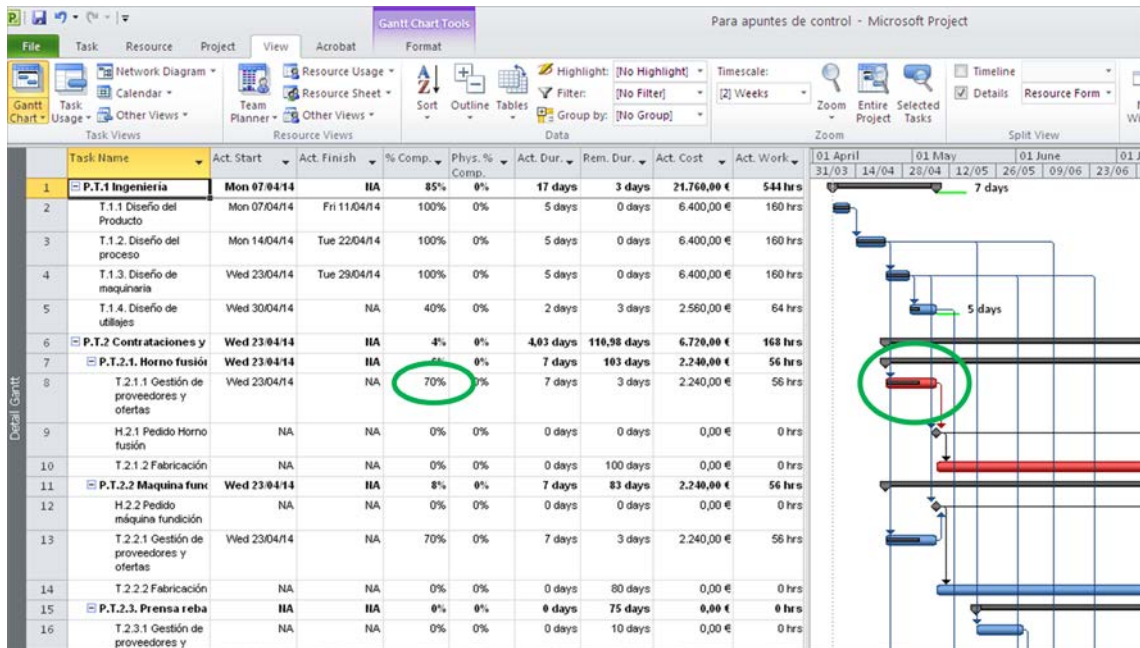 Gantt Chart Tools
Para apuntes de control - Microsoft Project
File Task Resource Project View Acrobat Format
Network Diagram
Calendar
Other Views
Gantt Chart
Task Usage
Task Views
Team Planner
Resource Usage
Resource Sheet
Other Views
Resource Views
Sort
Outline
Tables
Highlight: [No Highlight]
Filter: [No Filter]
Group by: [No Group]
Data
Timescale:
[2] Weeks
Zoom
Entire Project
Selected Tasks
Zoom
Timeline
Details Resource Form
Split View
Task Name Act. Start Act. Finish % Comp. Phys. % Comp. Act. Dur. Rem. Dur. Act. Cost Act. Work
01 April 01 May 01 June
31/03 14/04 28/04 12/05 26/05 09/06 23/06
1 P.T.1 Ingeniería Mon 07/04/14 NA 85% 0% 17 days 3 days 21.760,00 € 544 hrs
7 days
2 T.1.1 Diseño del Producto Mon 07/04/14 Fri 11/04/14 100% 0% 5 days 0 days 6.400,00 € 160 hrs
3 T.1.2. Diseño del proceso Mon 14/04/14 Tue 22/04/14 100% 0% 5 days 0 days 6.400,00 € 160 hrs
4 T.1.3. Diseño de maquinaria Wed 23/04/14 Tue 29/04/14 100% 0% 5 days 0 days 6.400,00 € 160 hrs
5 T.1.4. Diseño de utillajes Wed 30/04/14 NA 40% 0% 2 days 3 days 2.560,00 € 64 hrs
5 days
6 P.T.2 Contrataciones y Wed 23/04/14 NA 4% 0% 4,03 days 110,98 days 6.720,00 € 168 hrs
7 P.T.2.1. Horno fusión Wed 23/04/14 NA 0% 7 days 103 days 2.240,00 € 56 hrs
8 T.2.1.1 Gestión de proveedores y ofertas Wed 23/04/14 NA 70% 0% 7 days 3 days 2.240,00 € 56 hrs
9 H.2.1 Pedido Horno fusión NA NA 0% 0% 0 days 0 days 0,00 € 0 hrs
10 T.2.1.2 Fabricación NA NA 0% 0% 0 days 100 days 0,00 € 0 hrs
11 P.T.2.2 Maquina func Wed 23/04/14 NA 8% 0% 7 days 83 days 2.240,00 € 56 hrs
12 H.2.2 Pedido máquina fundición NA NA 0% 0% 0 days 0 days 0,00 € 0 hrs
13 T.2.2.1 Gestión de proveedores y ofertas Wed 23/04/14 NA 70% 0% 7 days 3 days 2.240,00 € 56 hrs
14 T.2.2.2 Fabricación NA NA 0% 0% 0 days 80 days 0,00 € 0 hrs
15 P.T.2.3. Prensa reba NA NA 0% 0% 0 days 75 days 0,00 € 0 hrs
16 T.2.3.1 Gestión de proveedores y NA NA 0% 0% 0 days 10 days 0,00 € 0 hrs
Detail Gantt